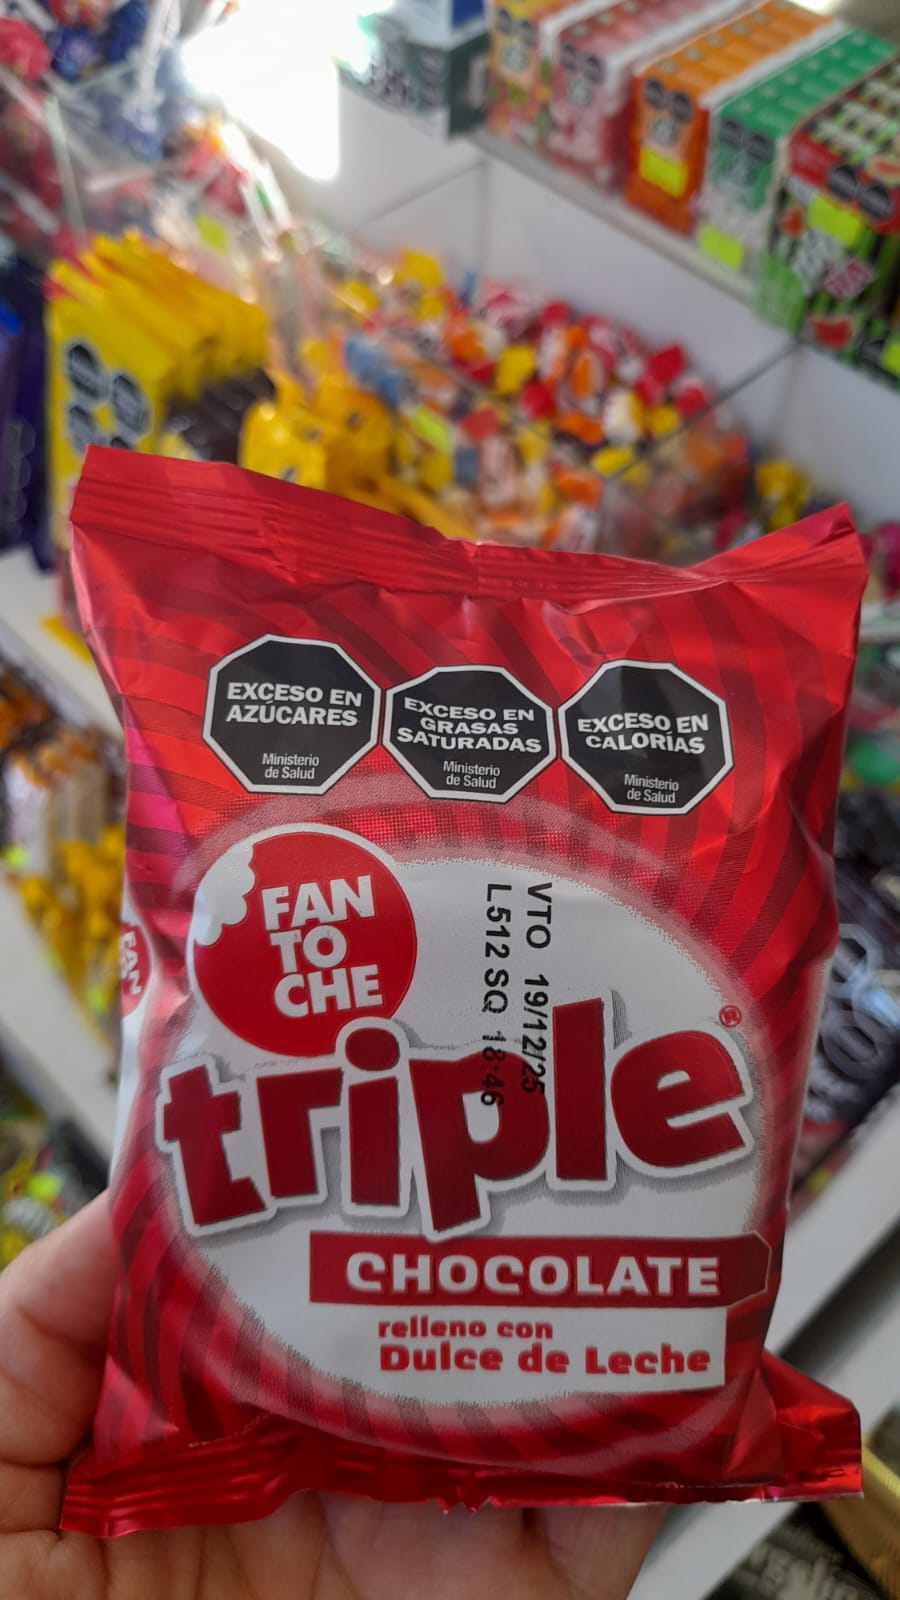 EXCESO EN
AZÚCARES
Ministerio
de Salud
EXCESO EN
GRASAS
SATURADAS
Ministerio
de Salud
EXCESO EN
CALORÍAS
Ministerio
de Salud
FAN
TO
CHE
VTO 19/12/25
L512 SQ 18:46
triple®
CHOCOLATE
relleno con
Dulce de Leche